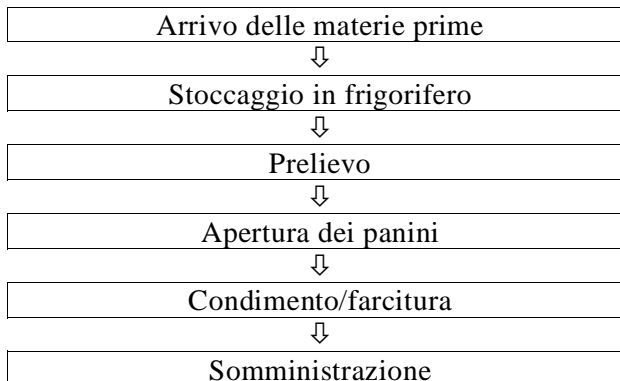 Arrivo delle materie prime
⇩
Stoccaggio in frigorifero
⇩
Prelievo
⇩
Apertura dei panini
⇩
Condimento/farcitura
⇩
Somministrazione